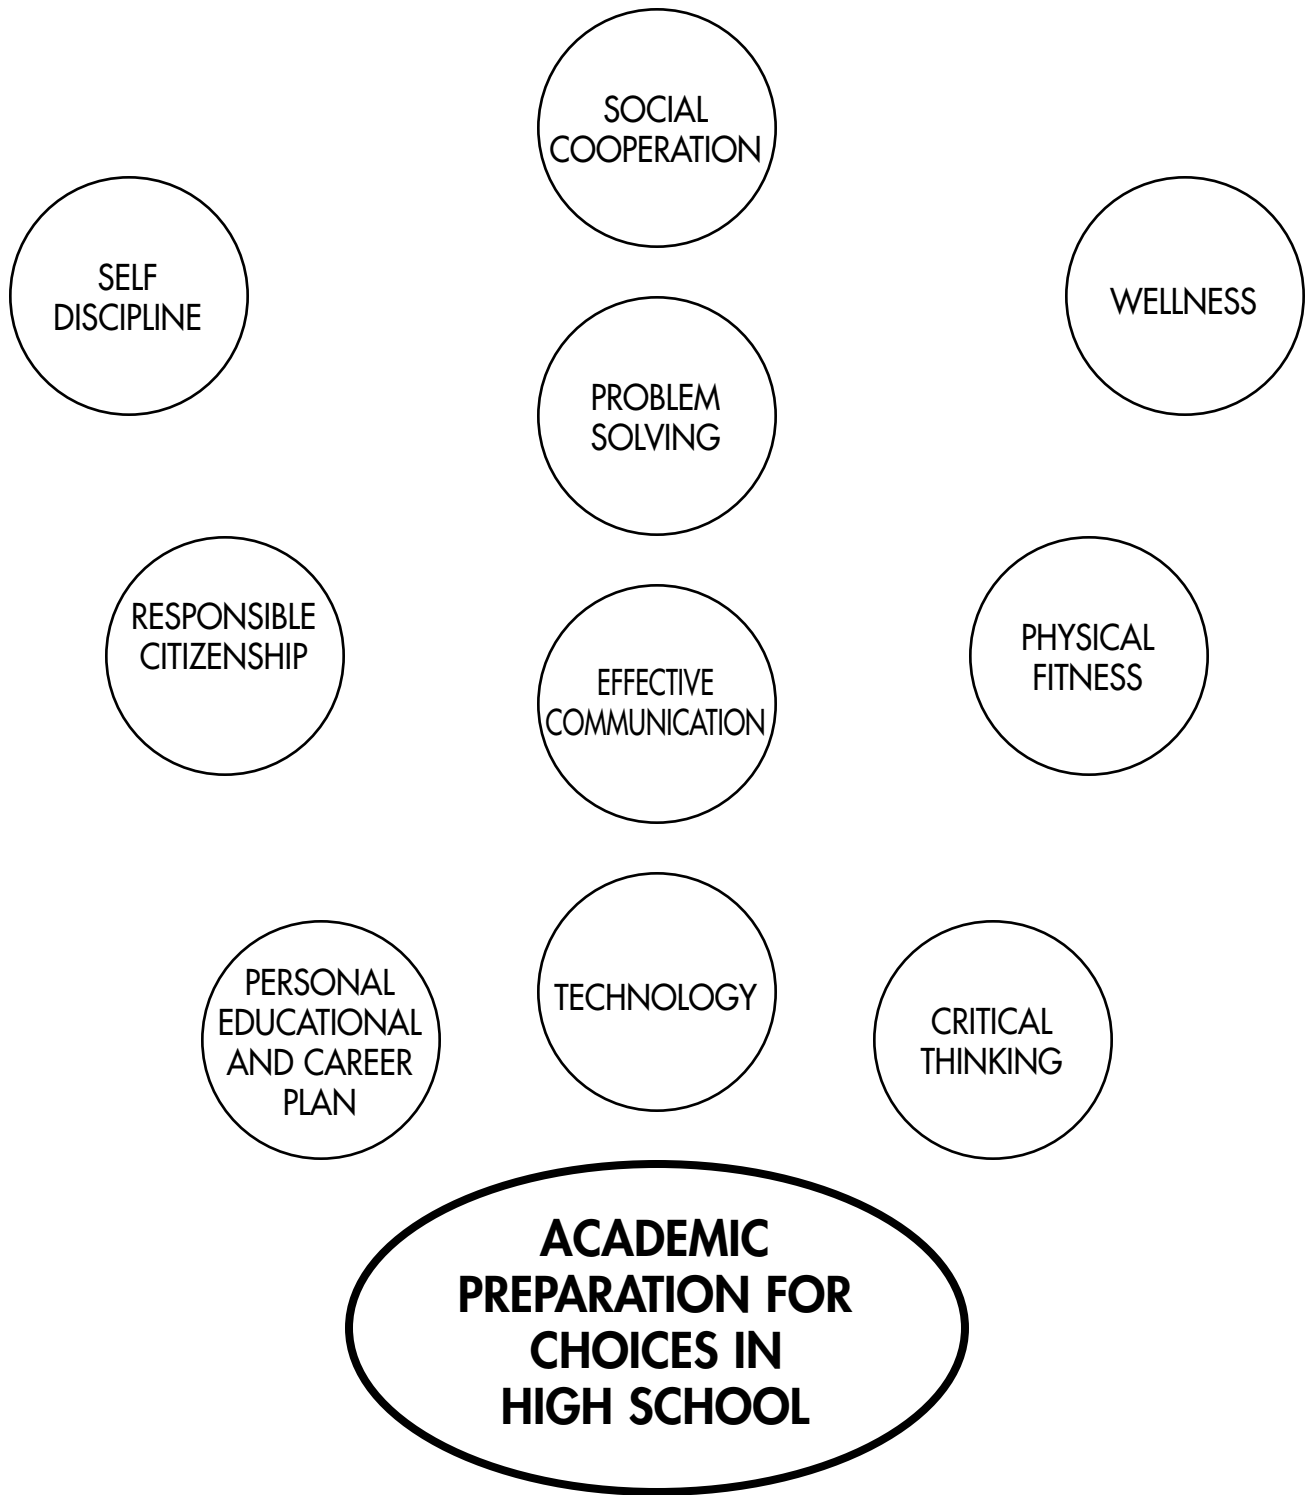 SOCIAL
COOPERATION
SELF
DISCIPLINE
WELLNESS
PROBLEM
SOLVING
RESPONSIBLE
CITIZENSHIP
PHYSICAL
FITNESS
EFFECTIVE
COMMUNICATION
PERSONAL
EDUCATIONAL
AND CAREER
PLAN
TECHNOLOGY
CRITICAL
THINKING
ACADEMIC
PREPARATION FOR
CHOICES IN
HIGH SCHOOL